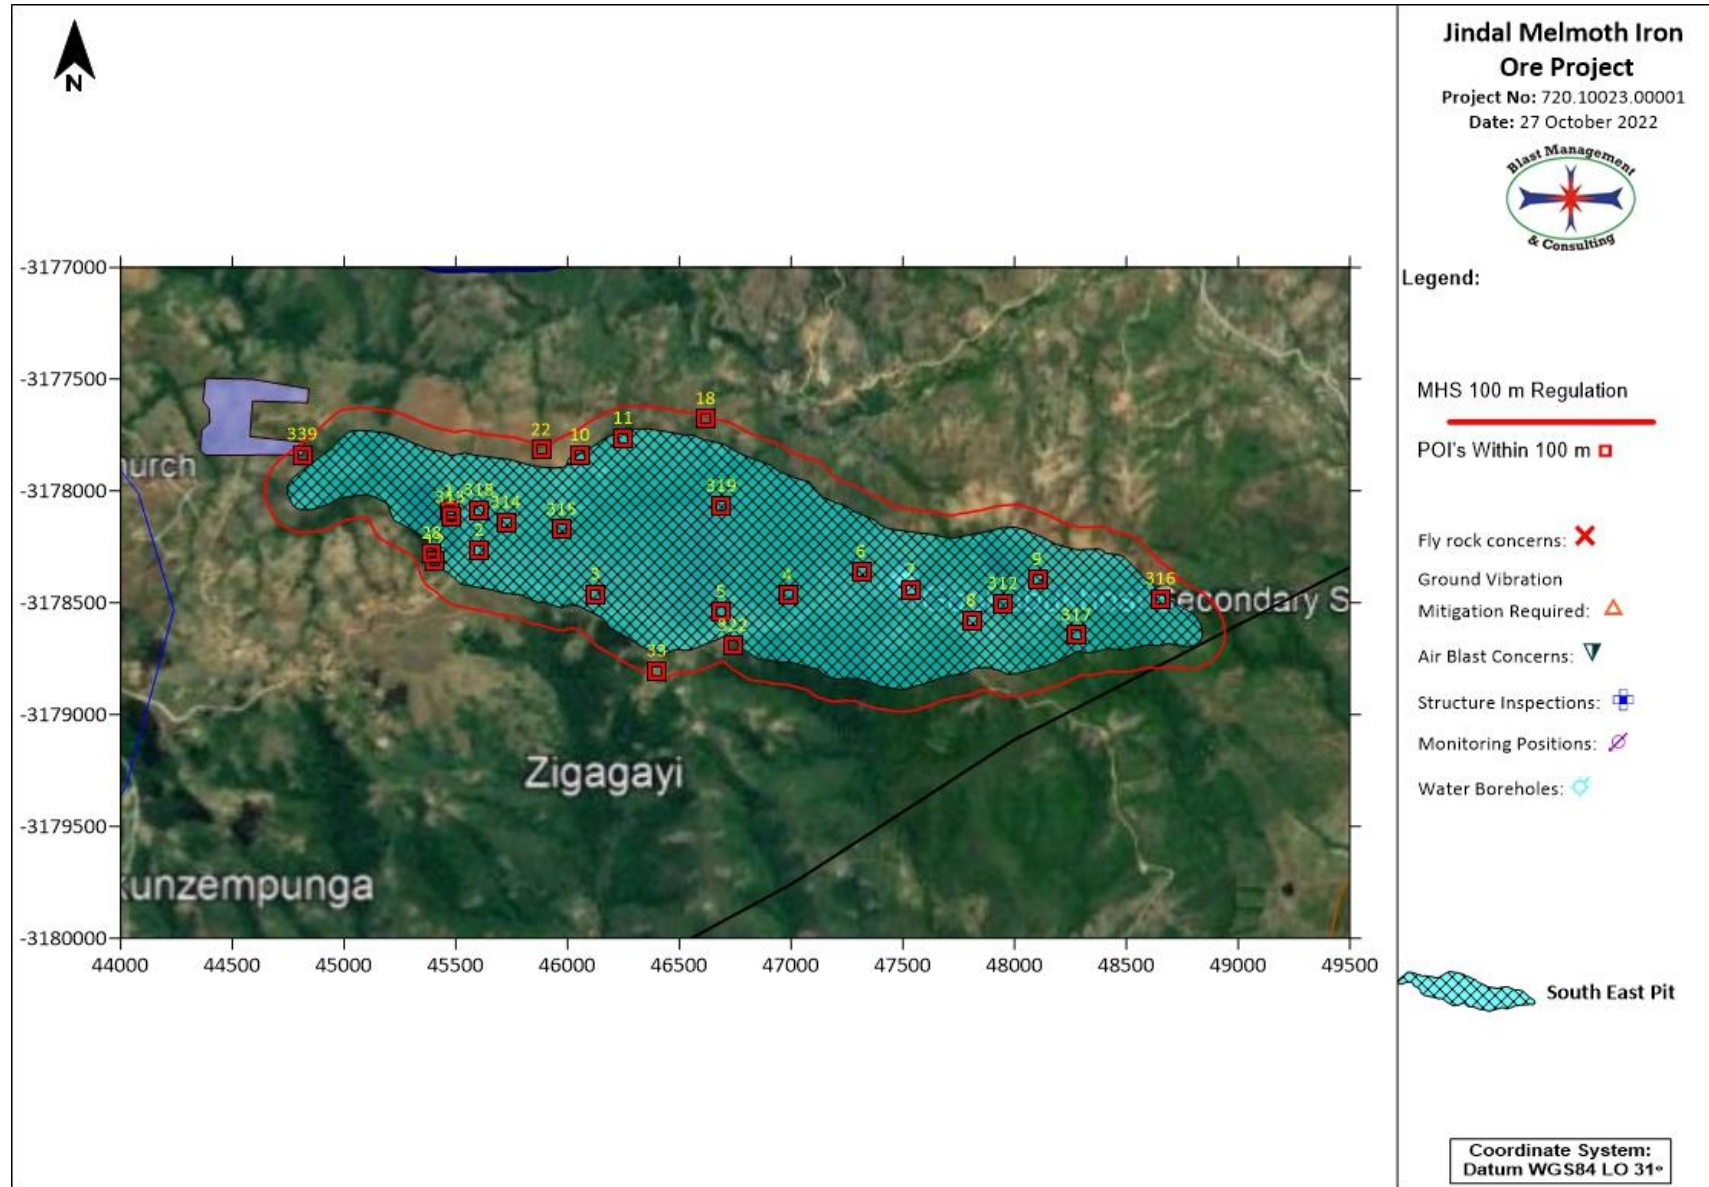 N
Jindal Melmoth Iron
Ore Project
Project No: 720.10023.00001
Date: 27 October 2022
Blast Management
& Consulting
Legend:
MHS 100 m Regulation
POI's Within 100 m
Fly rock concerns:
Ground Vibration
Mitigation Required:
Air Blast Concerns:
Structure Inspections:
Monitoring Positions:
Water Boreholes:
South East Pit
Coordinate System:
Datum WGS84 LO 31°
-3177000
-3177500
-3178000
-3178500
-3179000
-3179500
-3180000
44000 44500 45000 45500 46000 46500 47000 47500 48000 48500 49000 49500
18
11
22
10
339
urch
319
318
314
315
2
3
5
4
6
7
8
312
9
317
316
322
33
Secondary S
Zigagayi
kunzempunga